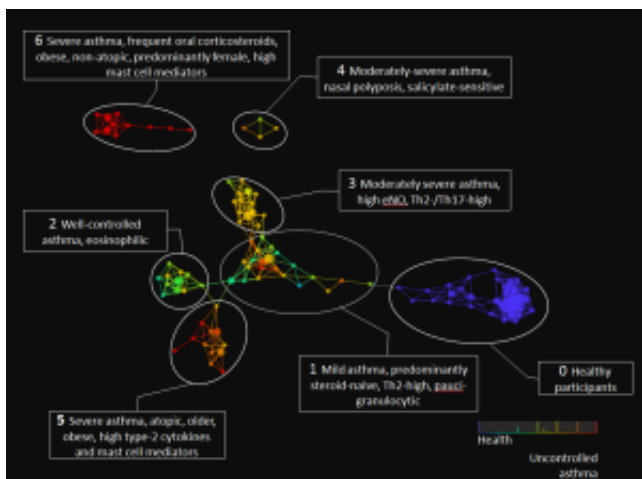 6 Severe asthma, frequent oral corticosteroids,
obese, non-atopic, predominantly female, high
mast cell mediators
4 Moderately-severe asthma,
nasal polyposis, salicylate-sensitive
3 Moderately severe asthma,
high eNO, Th2-/Th17-high
2 Well-controlled
asthma, eosinophilic
1 Mild asthma, predominantly
steroid-naive, Th2-high, pauci-
granulocytic
0 Healthy
participants
5 Severe asthma, atopic, older,
obese, high type-2 cytokines
and mast cell mediators
Health
Uncontrolled
asthma